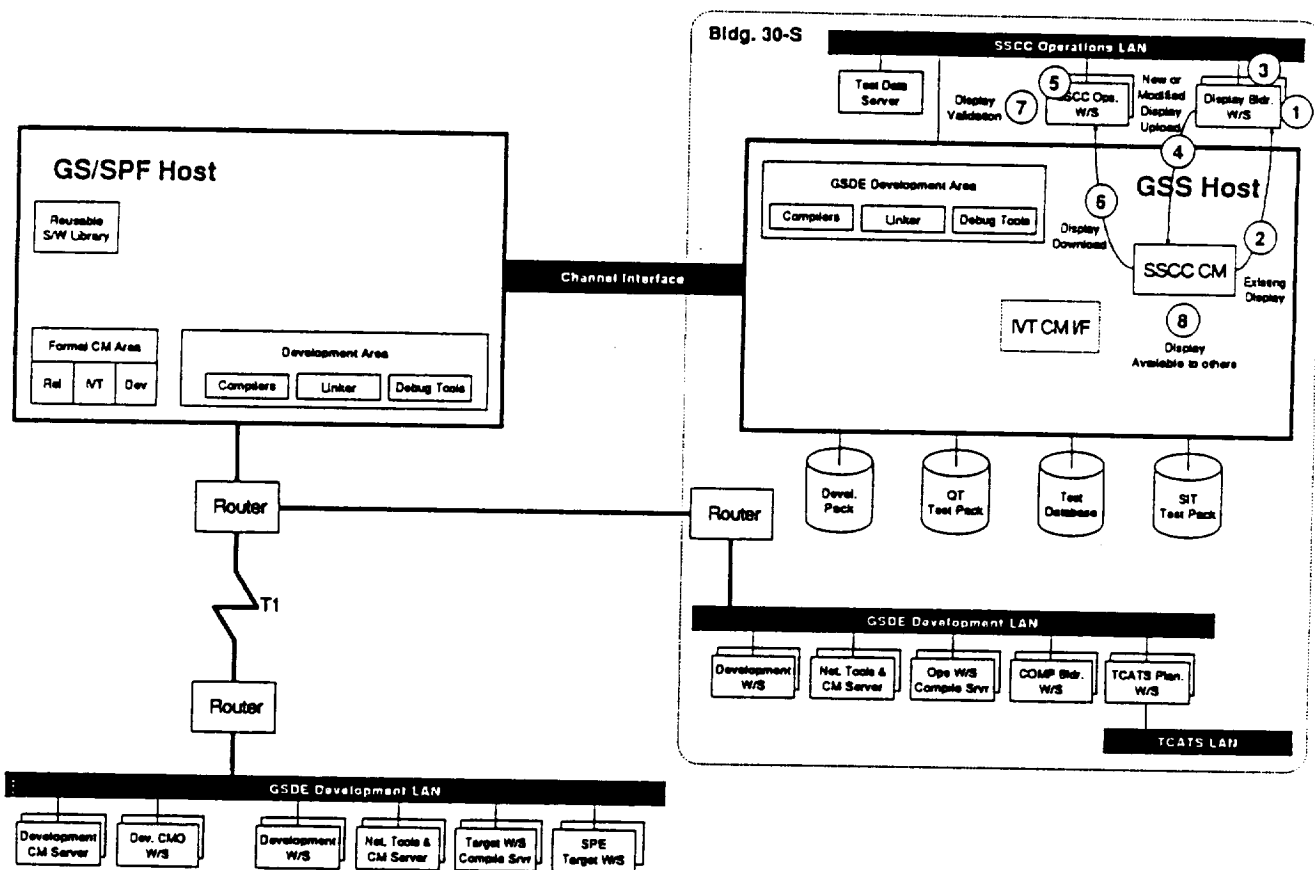 Bldg. 30-S
SSCC Operations LAN
Test Data
Server
Display
Validation
7
5
SSCC Ops.
W/S
New or
Modified
Display
Upload
3
Display Bldr.
W/S
1
4
GS/SPF Host
Reusable
S/W Library
Formal CM Area
Rel
IVT
Dev
Development Area
Compilers
Linker
Debug Tools
Channel Interface
GSS Host
GSDE Development Area
Compilers
Linker
Debug Tools
6
Display
Download
2
SSCC CM
Existing
Display
IVT CM I/F
8
Display
Available to others
Devel.
Pack
QT
Test Pack
Test
Database
SIT
Test Pack
Router
Router
T1
Router
GSDE Development LAN
Development
W/S
Net. Tools &
CM Server
Ops W/S
Compile Srvr
COMP Bldr.
W/S
TCATS Plan.
W/S
TCATS LAN
GSDE Development LAN
Development
CM Server
Dev. CMO
W/S
Development
W/S
Net. Tools &
CM Server
Target W/S
Compile Srvr
SPE
Target W/S